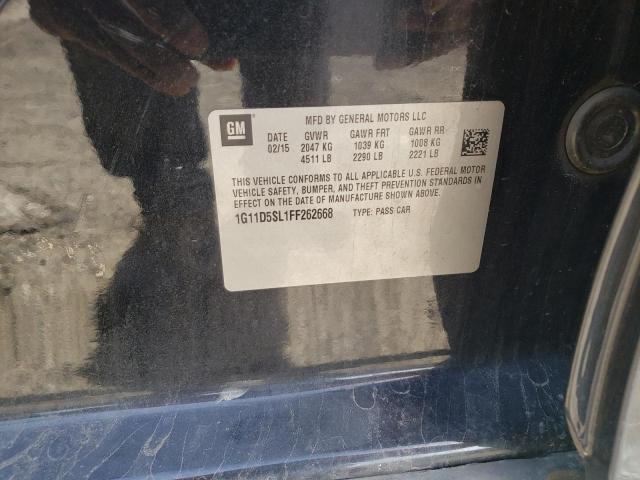 GM
MFD BY GENERAL MOTORS LLC
DATE GVWR GAWR FRT GAWR RR
02/15 2047 KG 1039 KG 1008 KG
4511 LB 2290 LB 2221 LB
THIS VEHICLE CONFORMS TO ALL APPLICABLE U.S. FEDERAL MOTOR
VEHICLE SAFETY, BUMPER, AND THEFT PREVENTION STANDARDS IN
EFFECT ON THE DATE OF MANUFACTURE SHOWN ABOVE.
1G11D5SL1FF262668 TYPE: PASS CAR